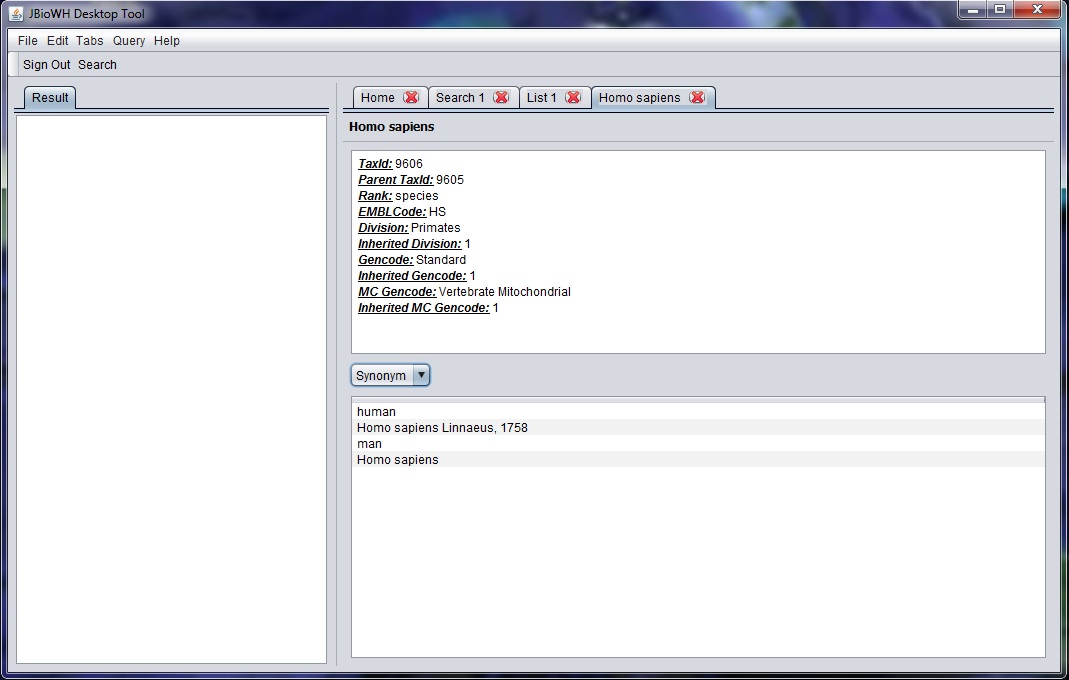 JBioWH Desktop Tool
File Edit Tabs Query Help
Sign Out Search
Result
Home Search 1 List 1 Homo sapiens
Homo sapiens
TaxId: 9606
Parent TaxId: 9605
Rank: species
EMBLCode: HS
Division: Primates
Inherited Division: 1
Gencode: Standard
Inherited Gencode: 1
MC Gencode: Vertebrate Mitochondrial
Inherited MC Gencode: 1
Synonym
human
Homo sapiens Linnaeus, 1758
man
Homo sapiens